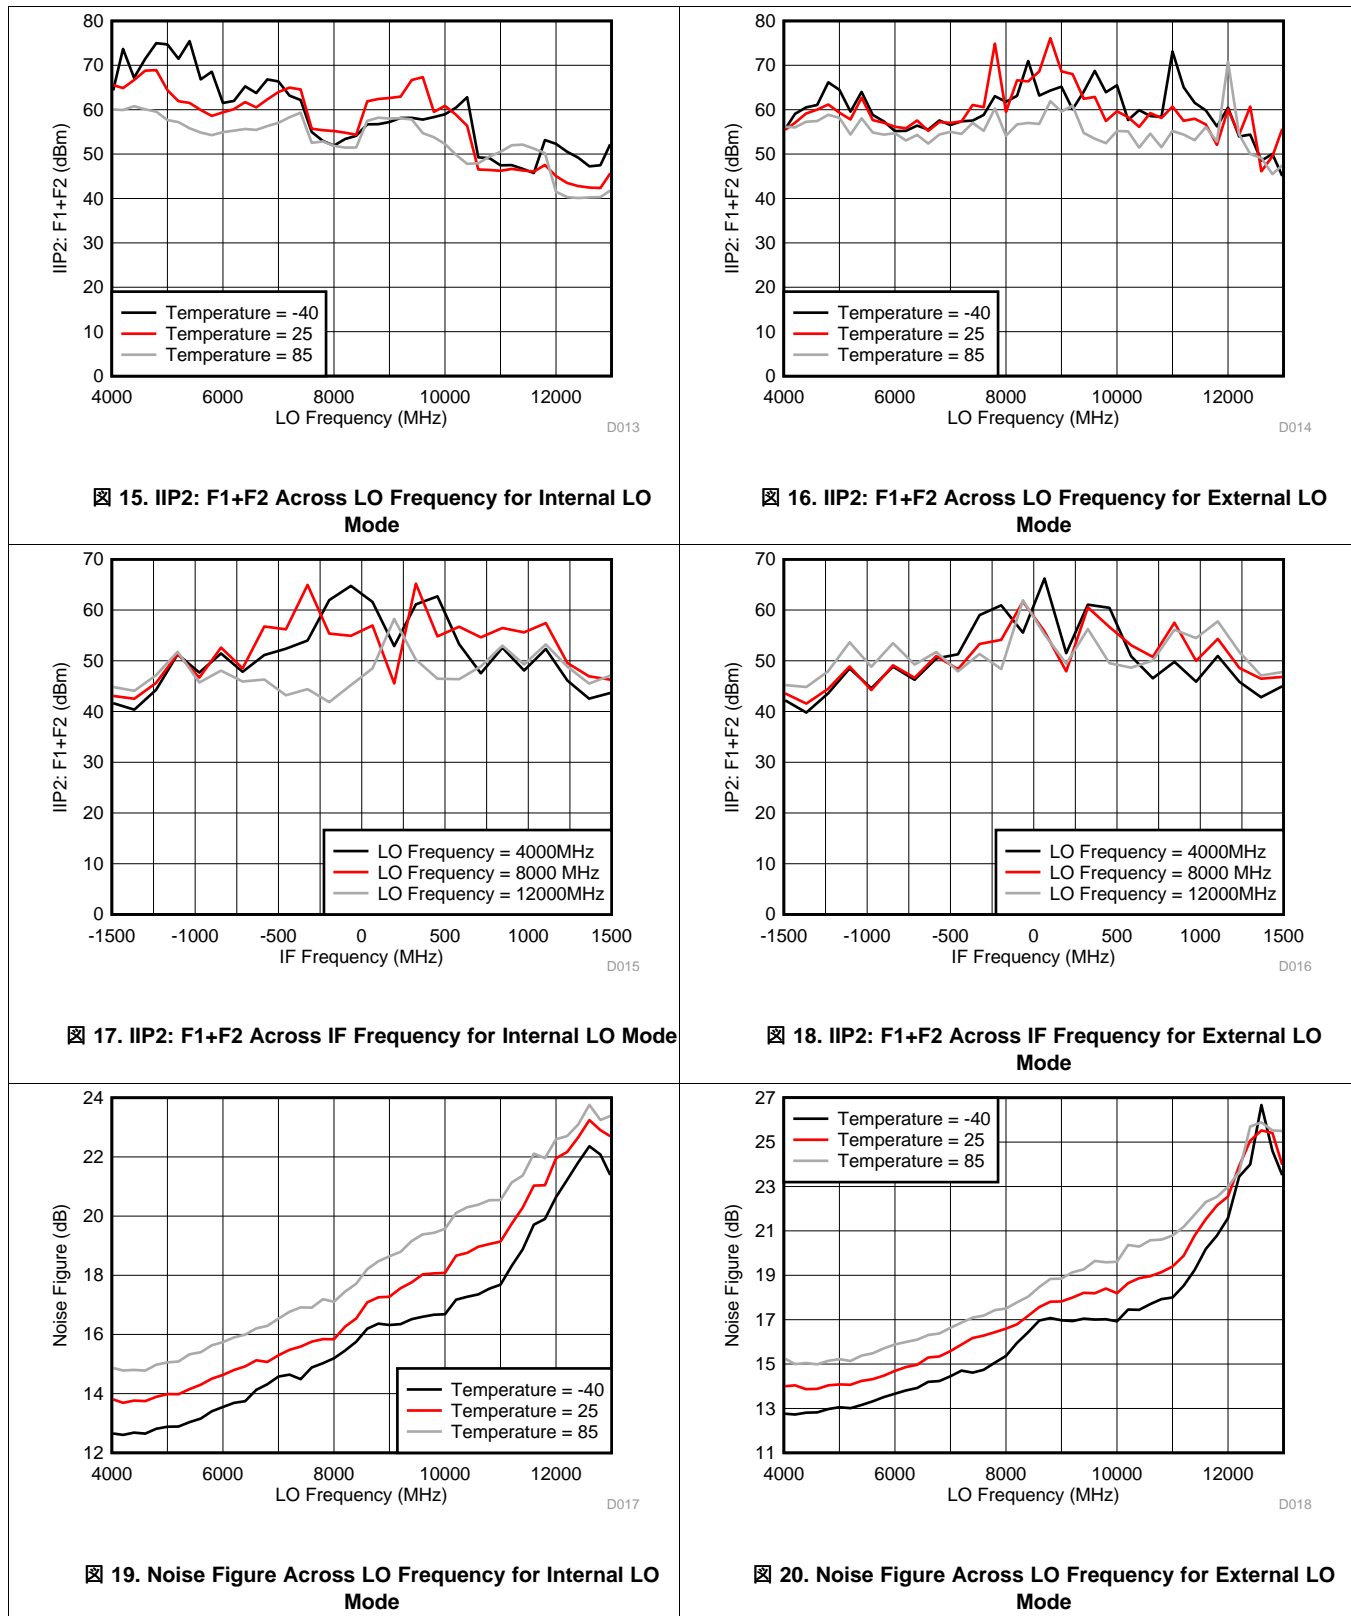 80
70
60
50
40
30
20
10
0
IIP2: F1+F2 (dBm)
Temperature = -40
Temperature = 25
Temperature = 85
4000 6000 8000 10000 12000
LO Frequency (MHz)
D013
図 15. IIP2: F1+F2 Across LO Frequency for Internal LO
Mode
80
70
60
50
40
30
20
10
0
IIP2: F1+F2 (dBm)
Temperature = -40
Temperature = 25
Temperature = 85
4000 6000 8000 10000 12000
LO Frequency (MHz)
D014
図 16. IIP2: F1+F2 Across LO Frequency for External LO
Mode
70
60
50
40
30
20
10
0
IIP2: F1+F2 (dBm)
LO Frequency = 4000MHz
LO Frequency = 8000 MHz
LO Frequency = 12000MHz
-1500 -1000 -500 0 500 1000 1500
IF Frequency (MHz)
D015
図 17. IIP2: F1+F2 Across IF Frequency for Internal LO Mode
70
60
50
40
30
20
10
0
IIP2: F1+F2 (dBm)
LO Frequency = 4000MHz
LO Frequency = 8000 MHz
LO Frequency = 12000MHz
-1500 -1000 -500 0 500 1000 1500
IF Frequency (MHz)
D016
図 18. IIP2: F1+F2 Across IF Frequency for External LO
Mode
24
22
20
18
16
14
12
Noise Figure (dB)
Temperature = -40
Temperature = 25
Temperature = 85
4000 6000 8000 10000 12000
LO Frequency (MHz)
D017
図 19. Noise Figure Across LO Frequency for Internal LO
Mode
27
25
23
21
19
17
15
13
11
Noise Figure (dB)
Temperature = -40
Temperature = 25
Temperature = 85
4000 6000 8000 10000 12000
LO Frequency (MHz)
D018
図 20. Noise Figure Across LO Frequency for External LO
Mode